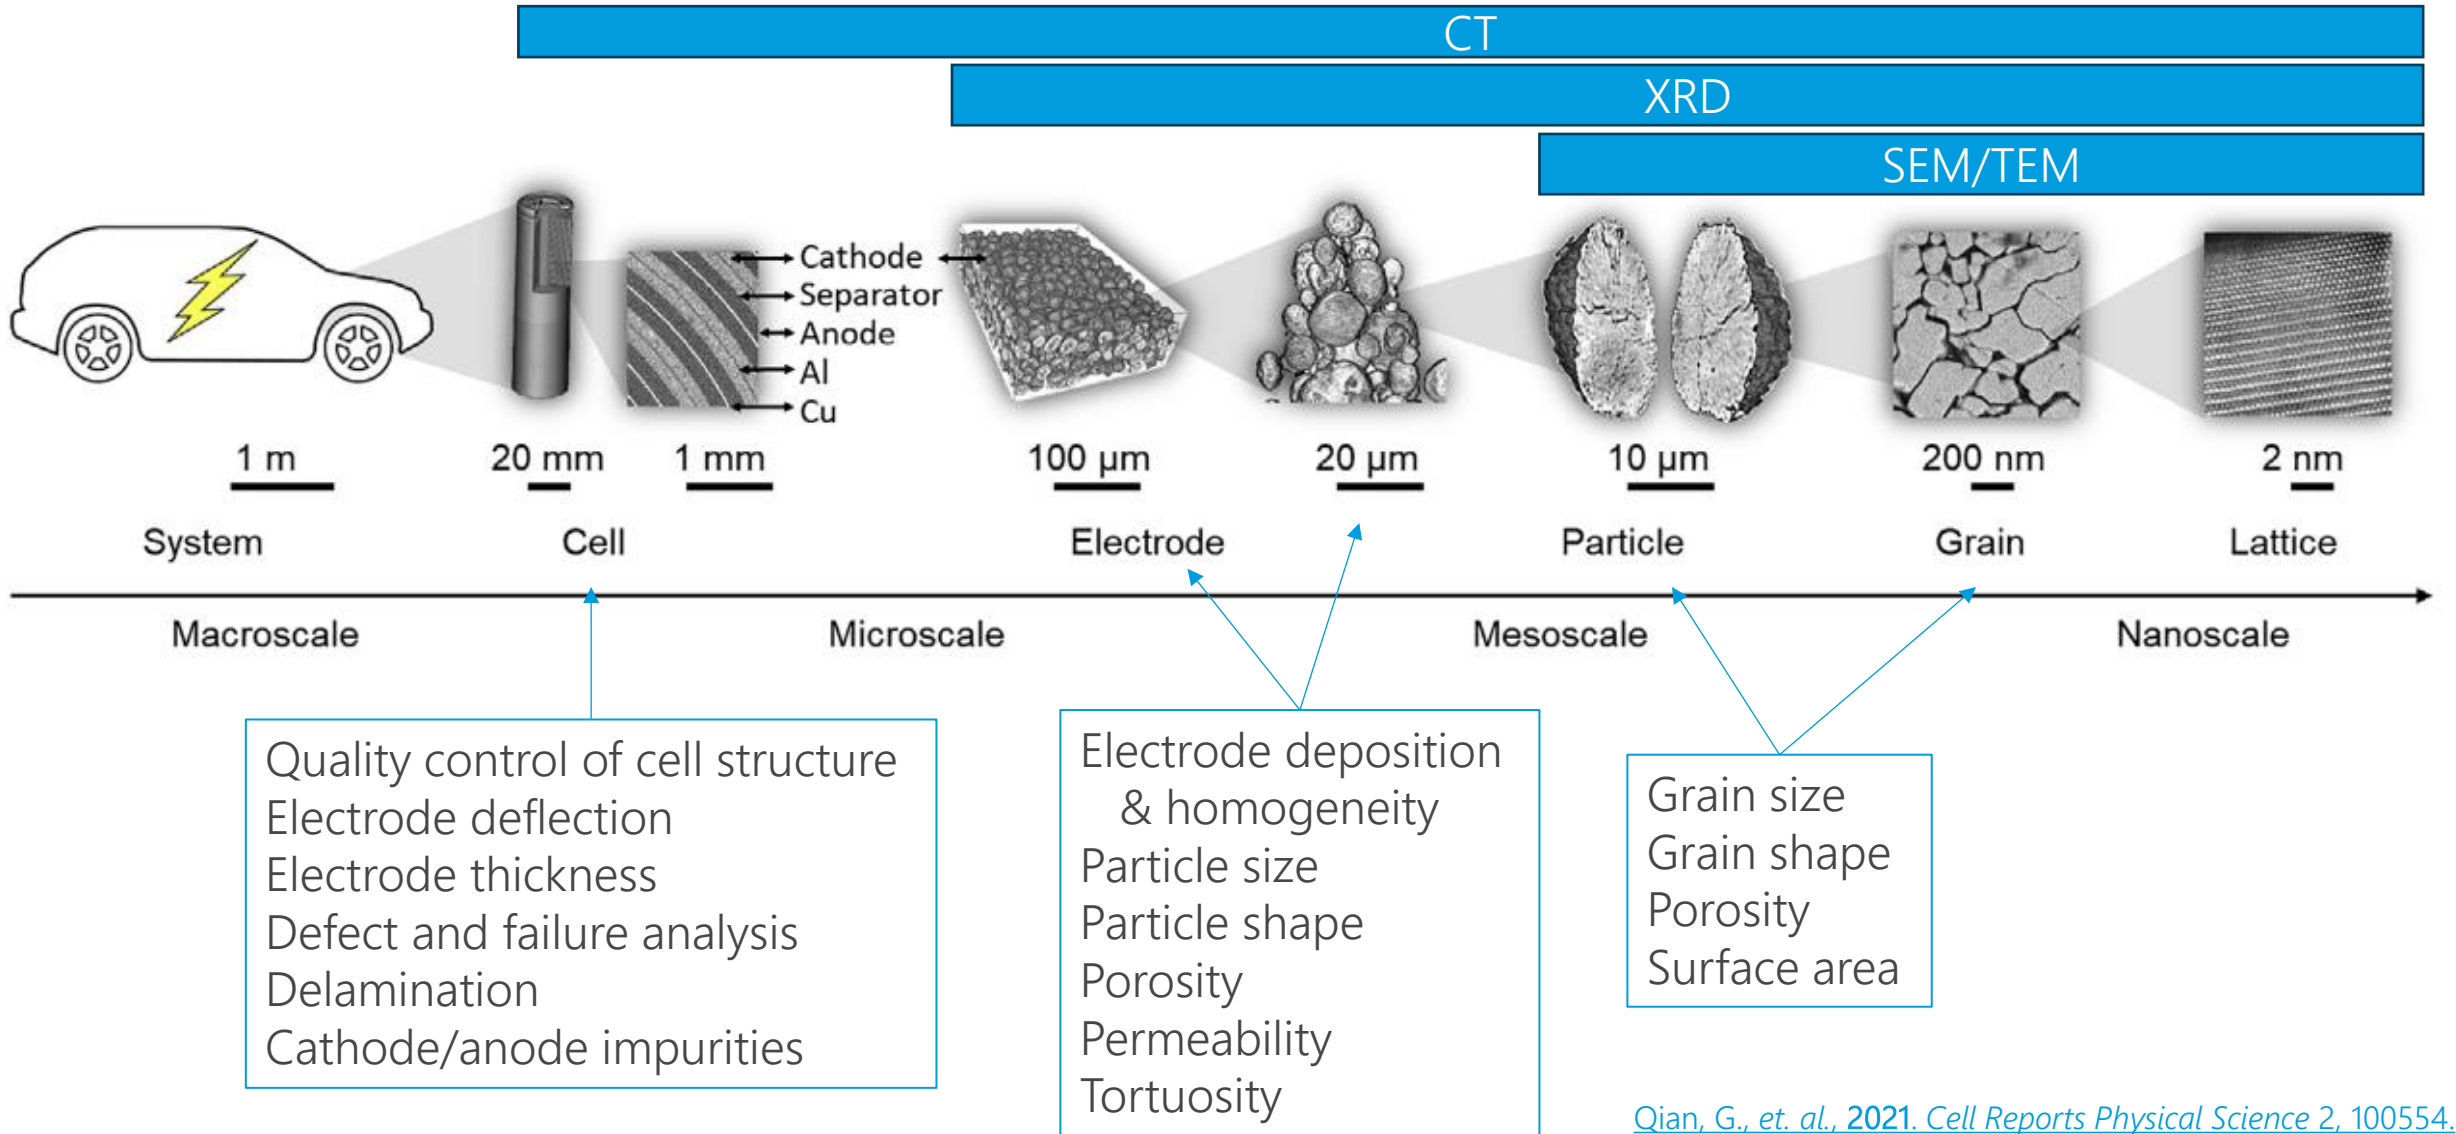 CT
XRD
SEM/TEM
Cathode
Separator
Anode
Al
Cu
1 m
20 mm
1 mm
100 µm
20 µm
10 µm
200 nm
2 nm
System
Cell
Electrode
Particle
Grain
Lattice
Macroscale
Microscale
Mesoscale
Nanoscale
Quality control of cell structure
Electrode deflection
Electrode thickness
Defect and failure analysis
Delamination
Cathode/anode impurities
Electrode deposition
& homogeneity
Particle size
Particle shape
Porosity
Permeability
Tortuosity
Grain size
Grain shape
Porosity
Surface area
Qian, G., et. al., 2021. Cell Reports Physical Science 2, 100554.